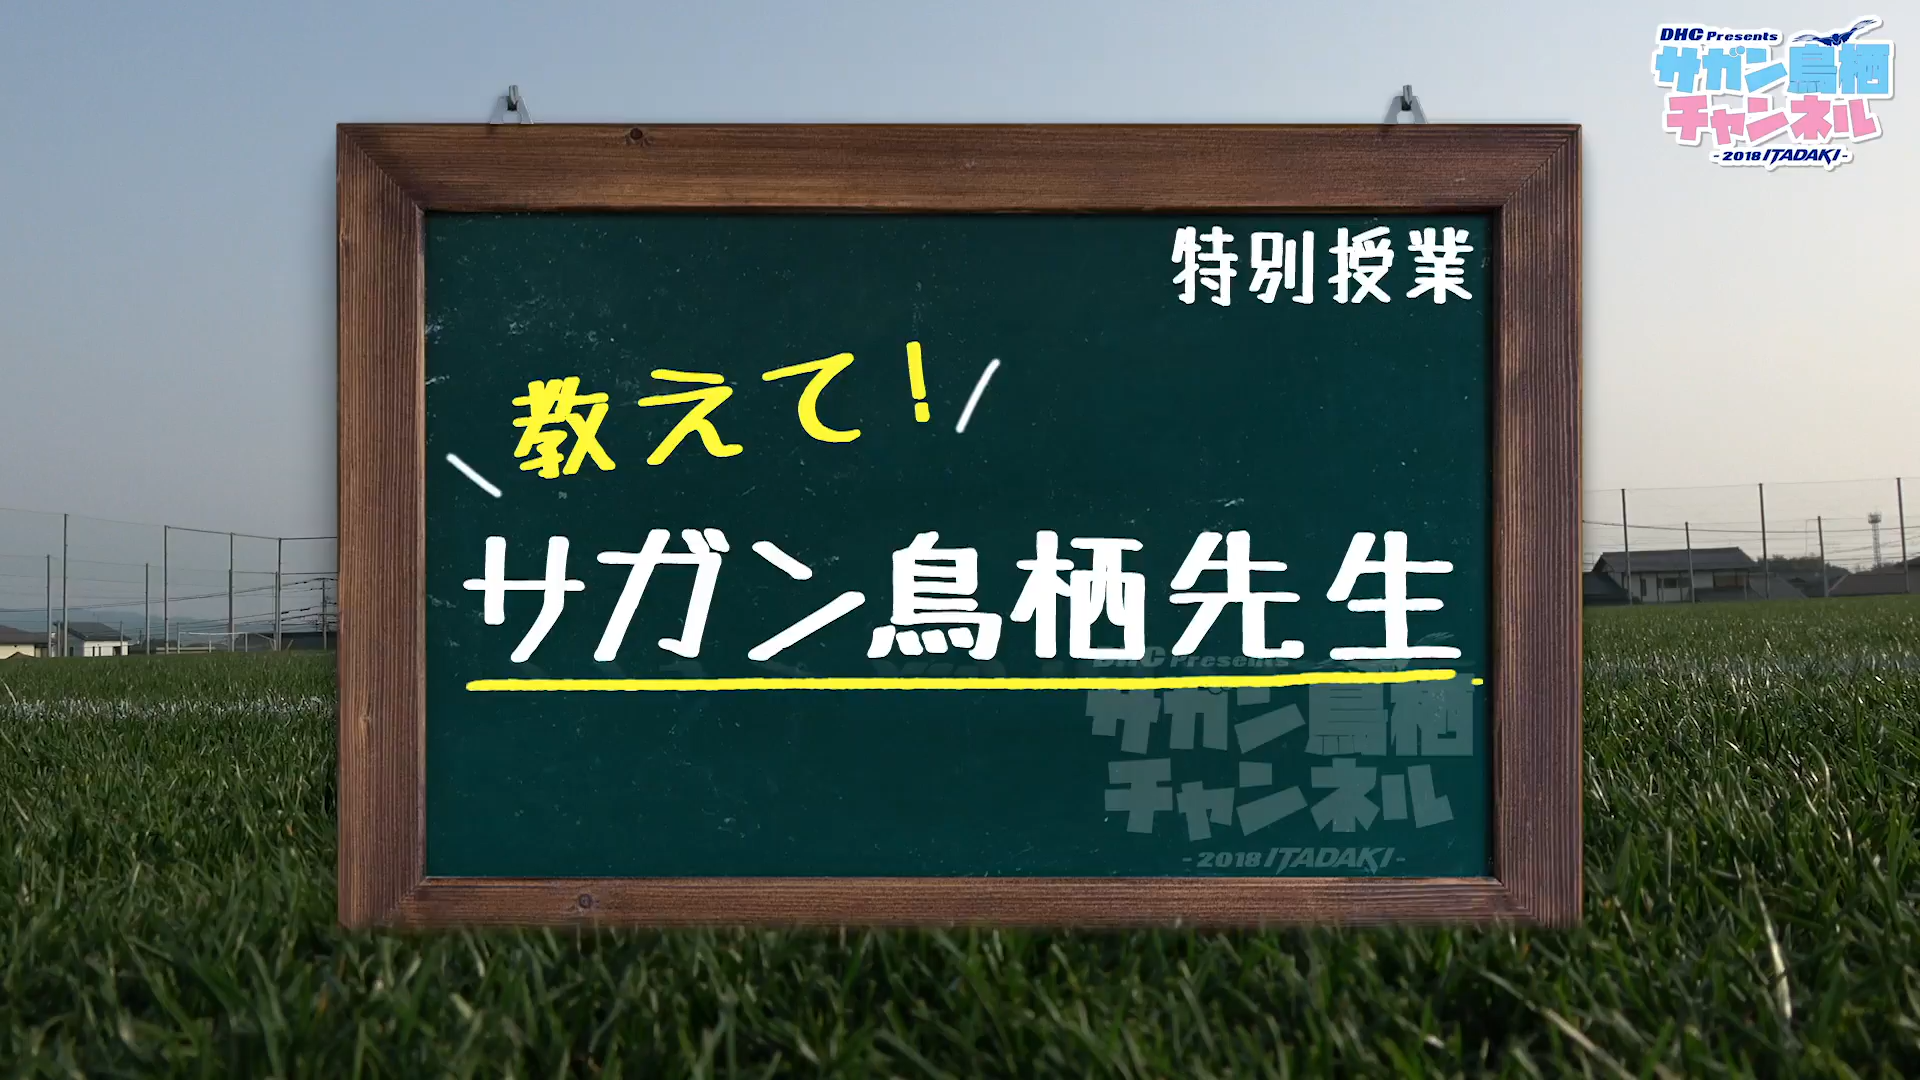 DHC Presents
サガン鳥栖
チャンネル
-2018 ITADAKI-
特別授業
教えて!
サガン鳥栖先生
DHC Presents
サガン鳥栖
チャンネル
-2018 ITADAKI-